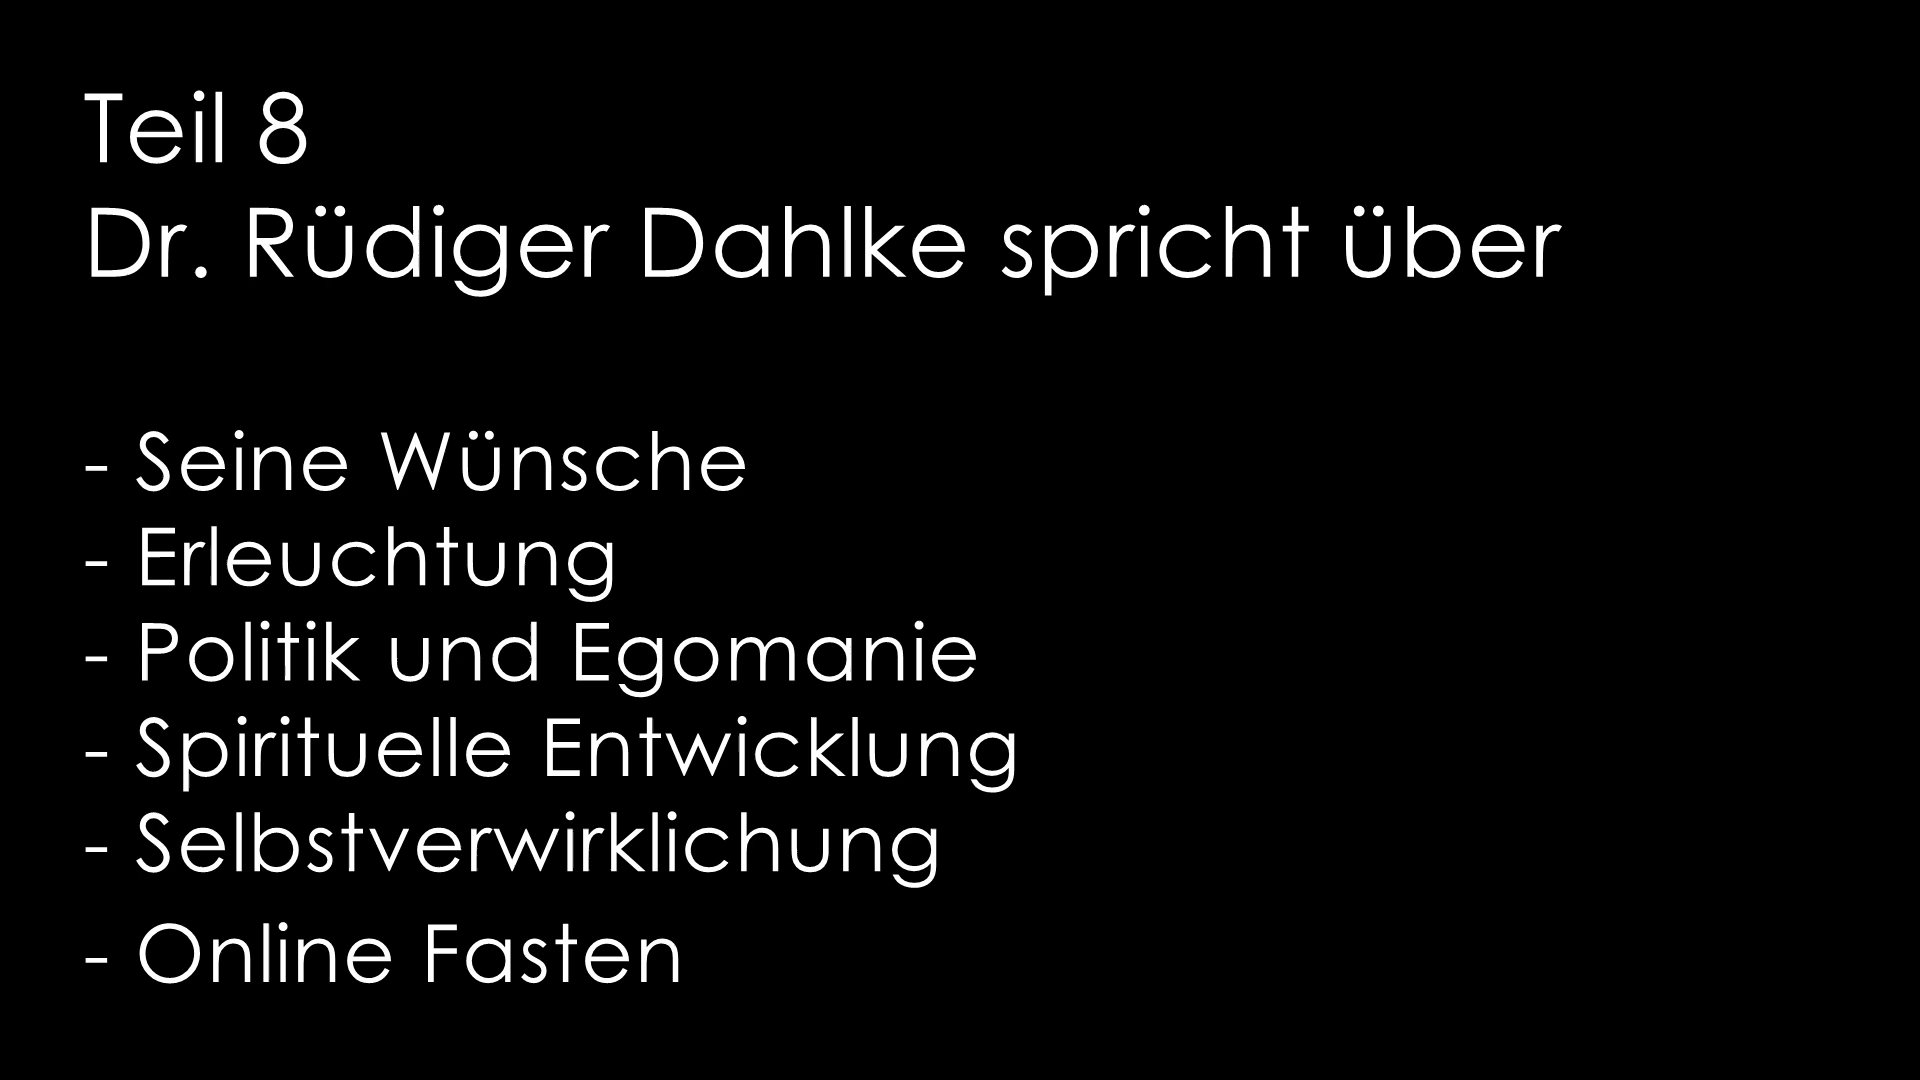 Teil 8
Dr. Rüdiger Dahlke spricht über
- Seine Wünsche
- Erleuchtung
- Politik und Egomanie
- Spirituelle Entwicklung
- Selbstverwirklichung
- Online Fasten